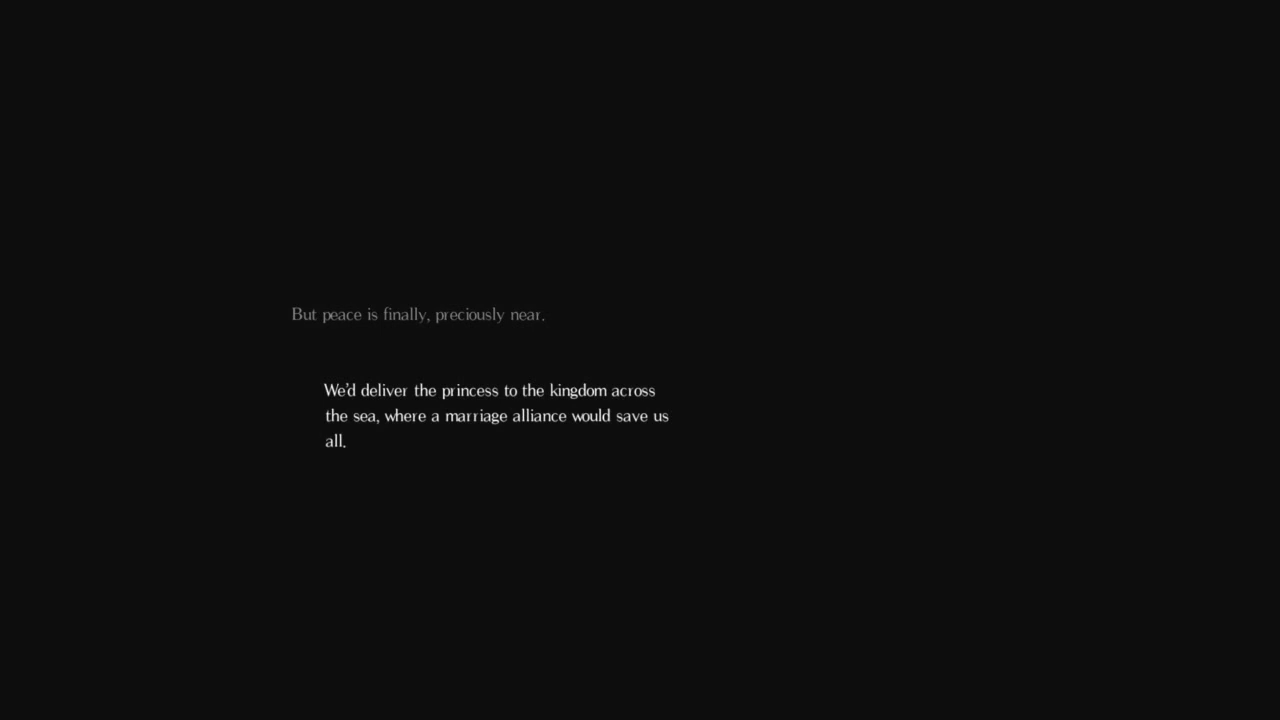 But peace is finally, preciously near.
We’d deliver the princess to the kingdom across
the sea, where a marriage alliance would save us
all.